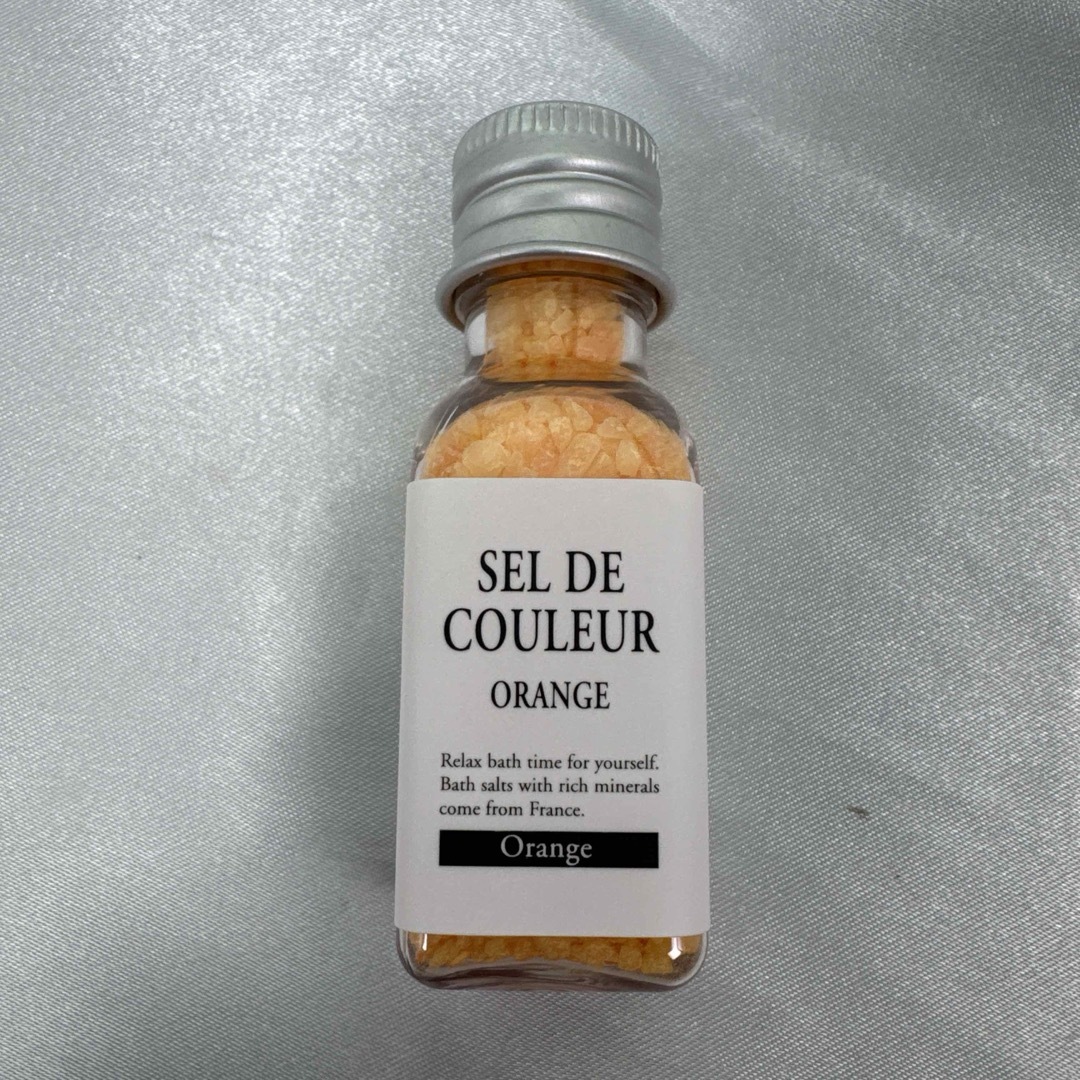 SEL DE
COULEUR
ORANGE
Relax bath time for yourself.
Bath salts with rich minerals
come from France.
Orange